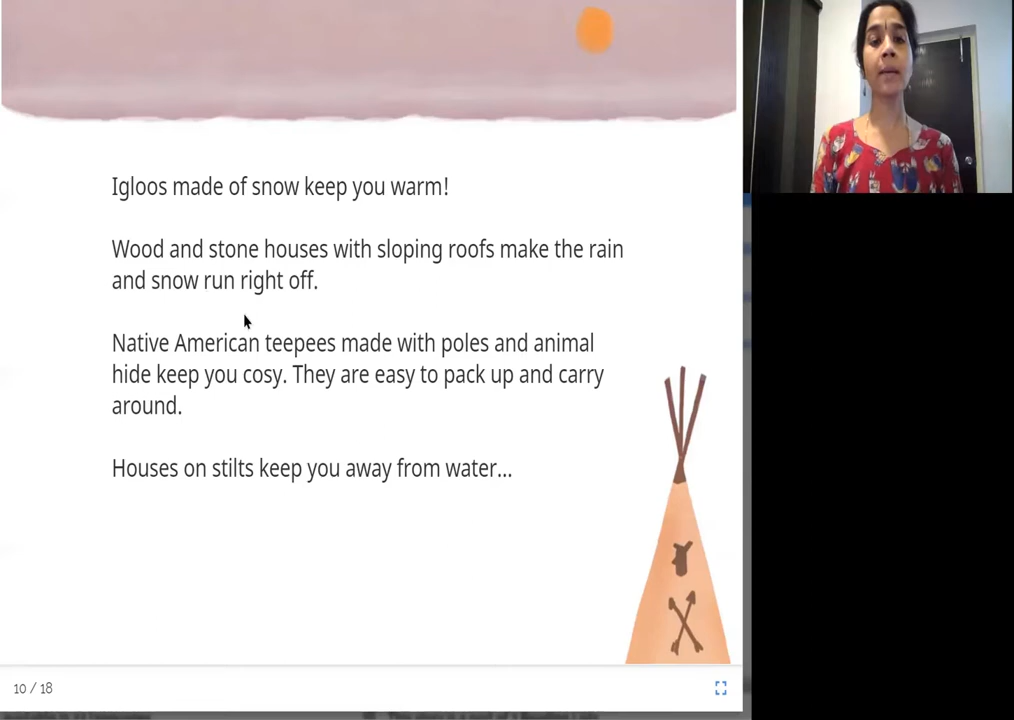 Igloos made of snow keep you warm!
Wood and stone houses with sloping roofs make the rain
and snow run right off.
Native American teepees made with poles and animal
hide keep you cosy. They are easy to pack up and carry
around.
Houses on stilts keep you away from water...
10 / 18